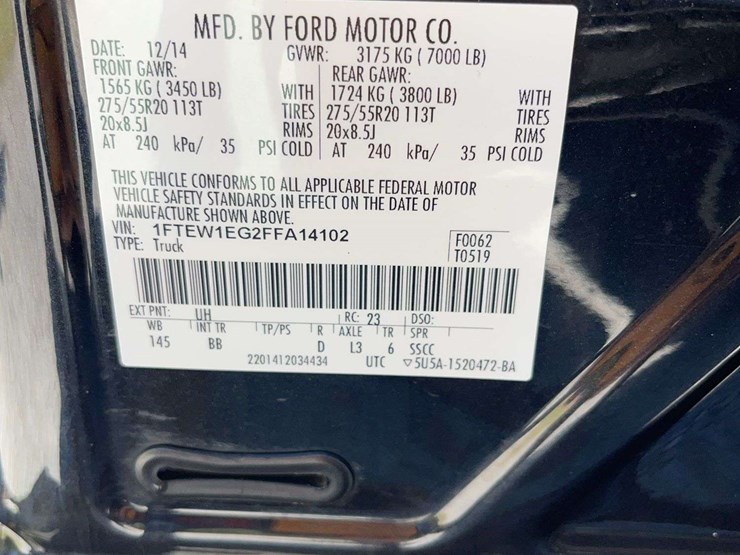 MFD. BY FORD MOTOR CO.
DATE: 12/14 GVWR: 3175 KG ( 7000 LB)
FRONT GAWR: REAR GAWR:
1565 KG ( 3450 LB) WITH 1724 KG ( 3800 LB) WITH
275/55R20 113T TIRES 275/55R20 113T TIRES
20x8.5J RIMS 20x8.5J RIMS
AT 240 kPa/ 35 PSI COLD AT 240 kPa/ 35 PSI COLD
THIS VEHICLE CONFORMS TO ALL APPLICABLE FEDERAL MOTOR
VEHICLE SAFETY STANDARDS IN EFFECT ON THE DATE OF
MANUFACTURE SHOWN ABOVE.
VIN: 1FTEW1EG2FFA14102 F0062
TYPE: Truck T0519
EXT PNT: UH RC: 23 DSO:
WB INT TR TP/PS R AXLE TR SPR
145 BB D L3 6 SSCC
2201412034434 UTC ▽5U5A-1520472-BA